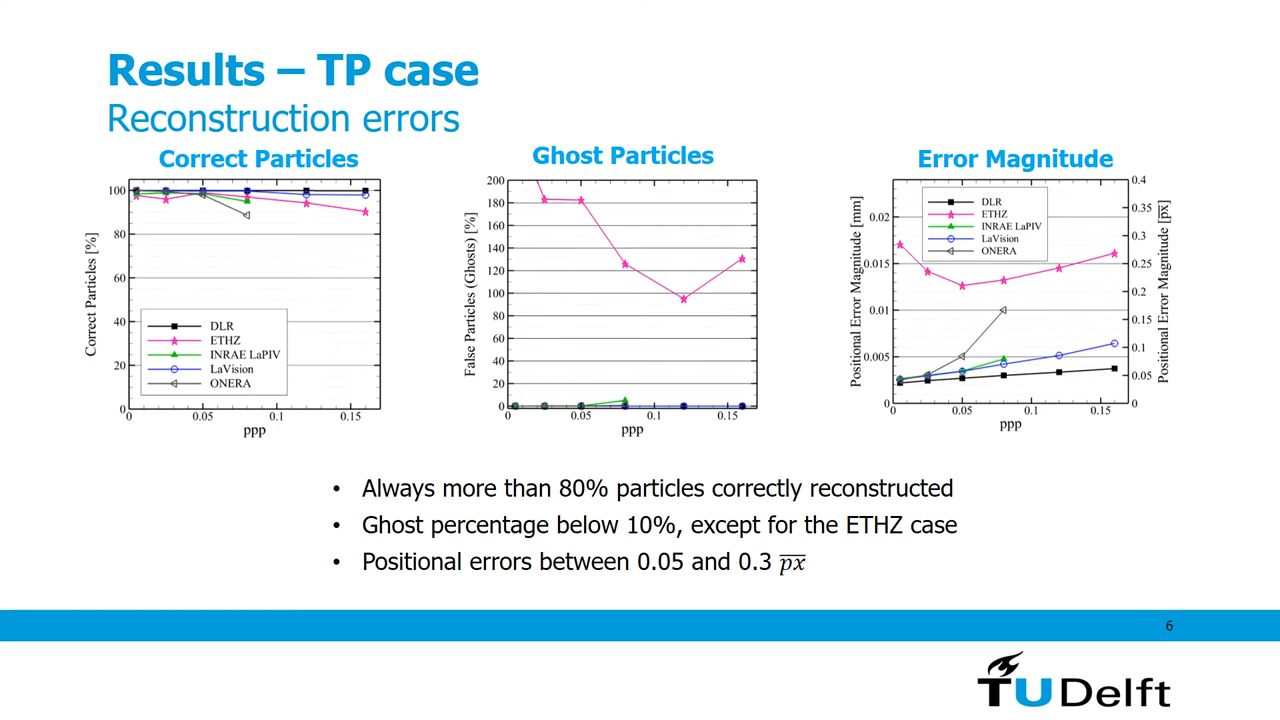 Results – TP case
Reconstruction errors
Correct Particles
Ghost Particles
Error Magnitude
Correct Particles [%]
100
80
60
40
20
0
DLR
ETHZ
INRAE LaPIV
LaVision
ONERA
0
0.05
0.1
0.15
ppp
False Particles (Ghosts) [%]
200
180
160
140
120
100
80
60
40
20
0
0
0.05
0.1
0.15
ppp
Positional Error Magnitude [mm]
0.02
0.015
0.01
0.005
0
DLR
ETHZ
INRAE LaPIV
LaVision
ONERA
0.4
0.35
0.3
0.25
0.2
0.15
0.1
0.05
0
Positional Error Magnitude [p̅x̅]
0
0.05
0.1
0.15
ppp
• Always more than 80% particles correctly reconstructed
• Ghost percentage below 10%, except for the ETHZ case
• Positional errors between 0.05 and 0.3 p̅x̅
6
TUDelft